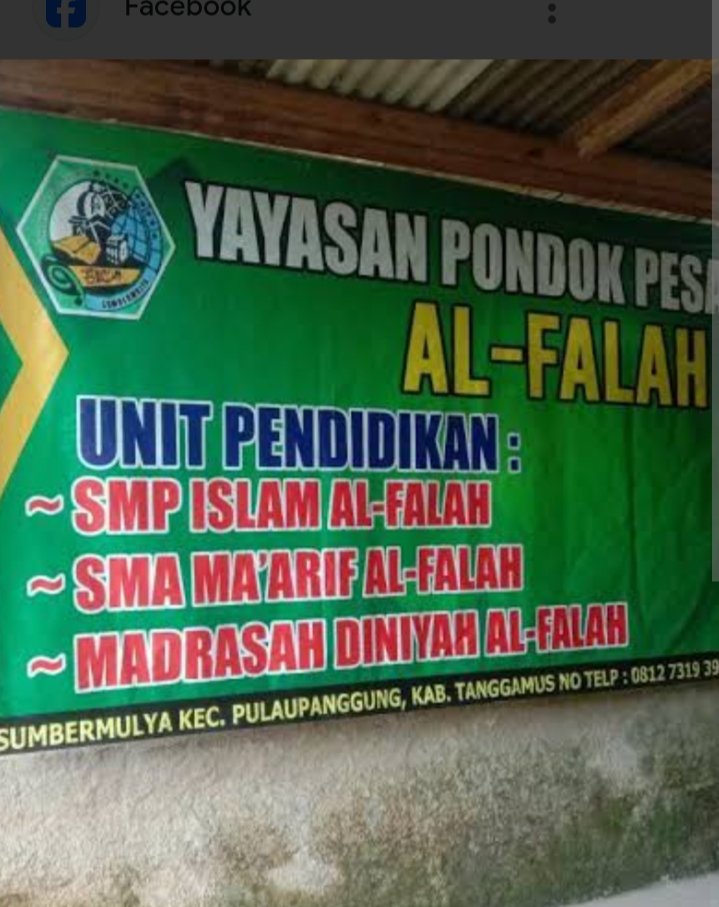 Facebook
YAYASAN PONDOK
AL-FALAH
UNIT PENDIDIKAN :
~ SMP ISLAM AL-FALAH
~ SMA MA'ARIF AL-FALAH
~ MADRASAH DINIYAH AL-FALAH
SUMBERMULYA KEC. PULAUPANGGUNG, KAB. TANGGAMUS NO TELP : 0812 7319 39